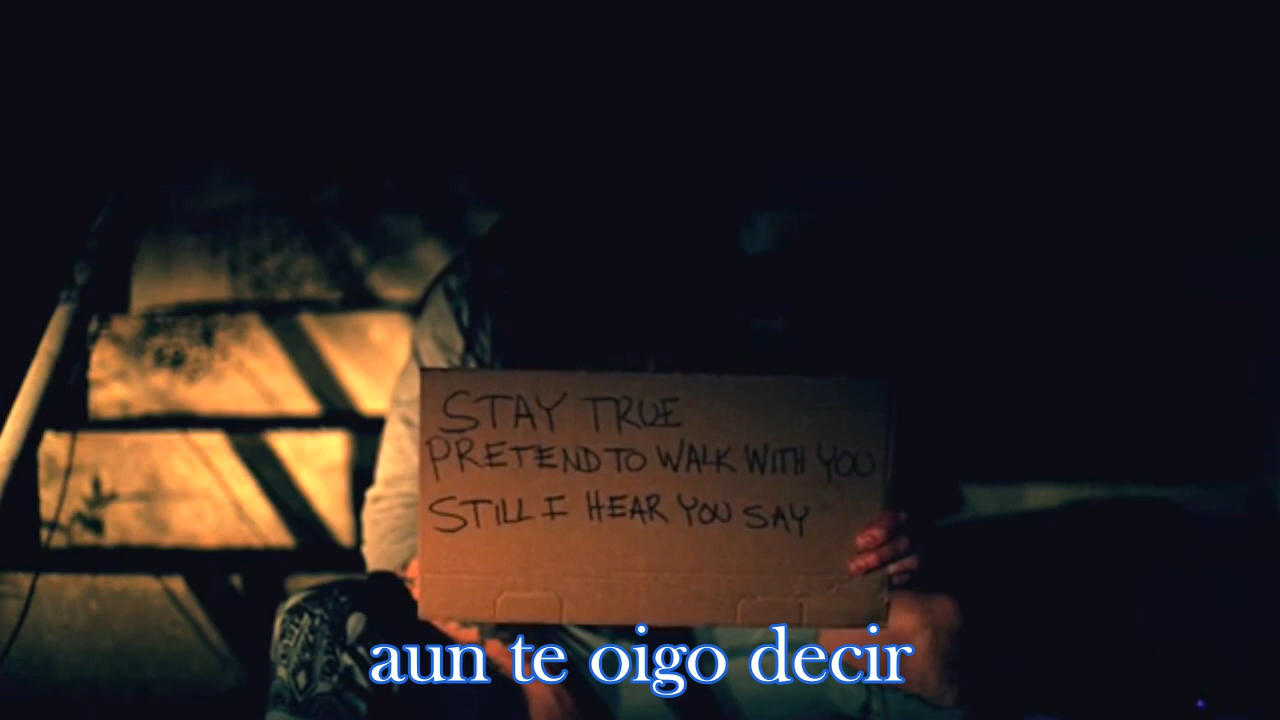 STAY TRUE
PRETEND TO WALK WITH YOU
STILL I HEAR YOU SAY
aun te oigo decir